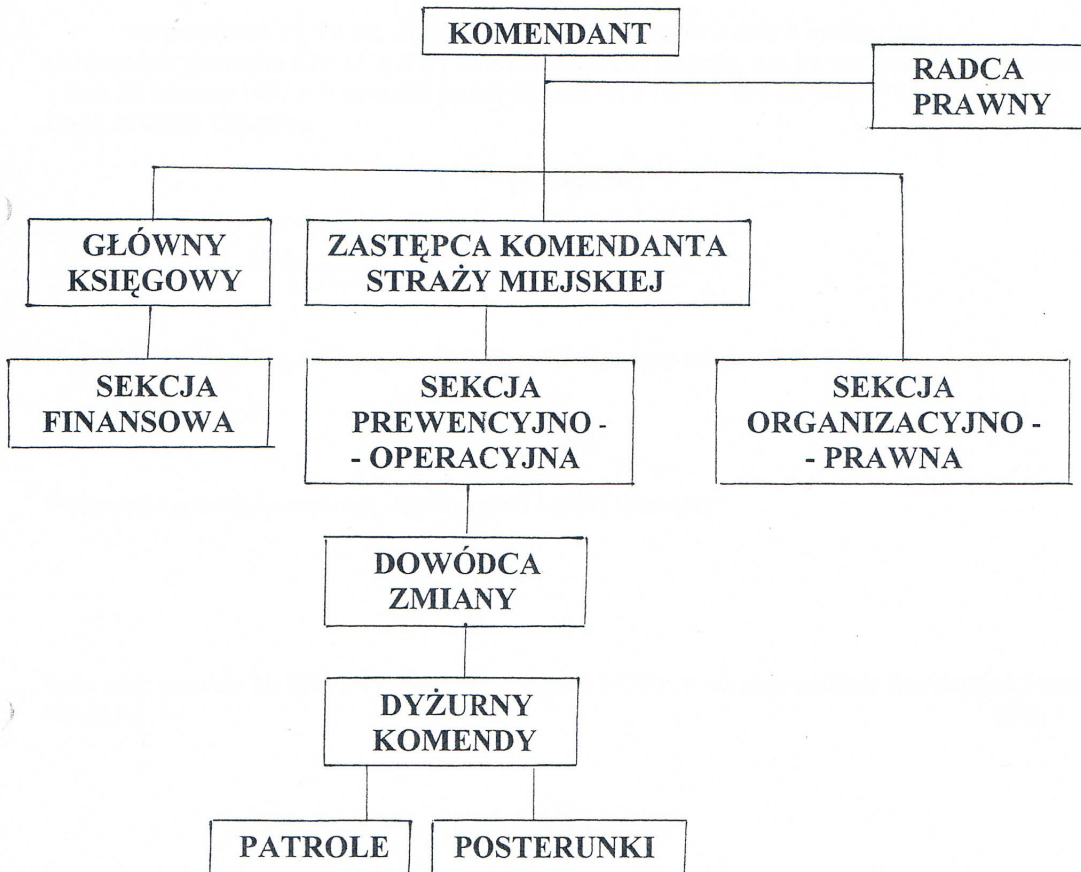 KOMENDANT
RADCA
PRAWNY
GŁÓWNY
KSIĘGOWY
ZASTĘPCA KOMENDANTA
STRAŻY MIEJSKIEJ
SEKCJA
FINANSOWA
SEKCJA
PREWENCYJNO -
- OPERACYJNA
SEKCJA
ORGANIZACYJNO -
- PRAWNA
DOWÓDCA
ZMIANY
DYŻURNY
KOMENDY
PATROLE
POSTERUNKI